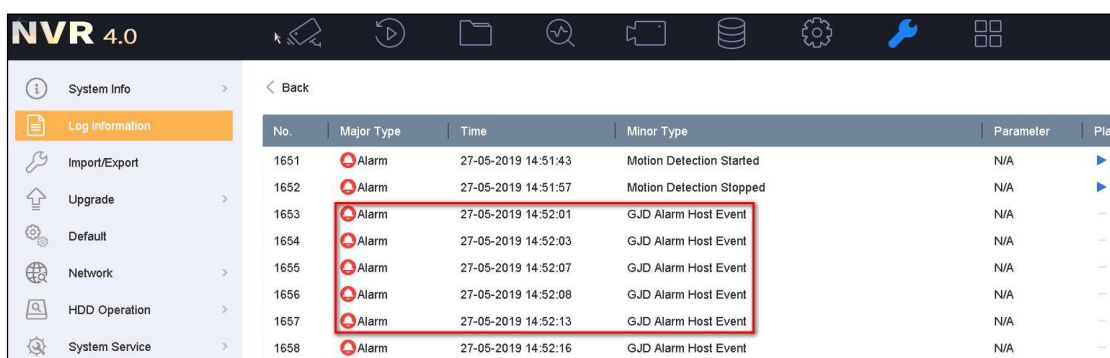 NVR 4.0
System Info
Log Information
Import/Export
Upgrade
Default
Network
HDD Operation
System Service
Back
No. Major Type Time Minor Type Parameter
1651 Alarm 27-05-2019 14:51:43 Motion Detection Started N/A
1652 Alarm 27-05-2019 14:51:57 Motion Detection Stopped N/A
1653 Alarm 27-05-2019 14:52:01 GJD Alarm Host Event N/A
1654 Alarm 27-05-2019 14:52:03 GJD Alarm Host Event N/A
1655 Alarm 27-05-2019 14:52:07 GJD Alarm Host Event N/A
1656 Alarm 27-05-2019 14:52:08 GJD Alarm Host Event N/A
1657 Alarm 27-05-2019 14:52:13 GJD Alarm Host Event N/A
1658 Alarm 27-05-2019 14:52:16 GJD Alarm Host Event N/A